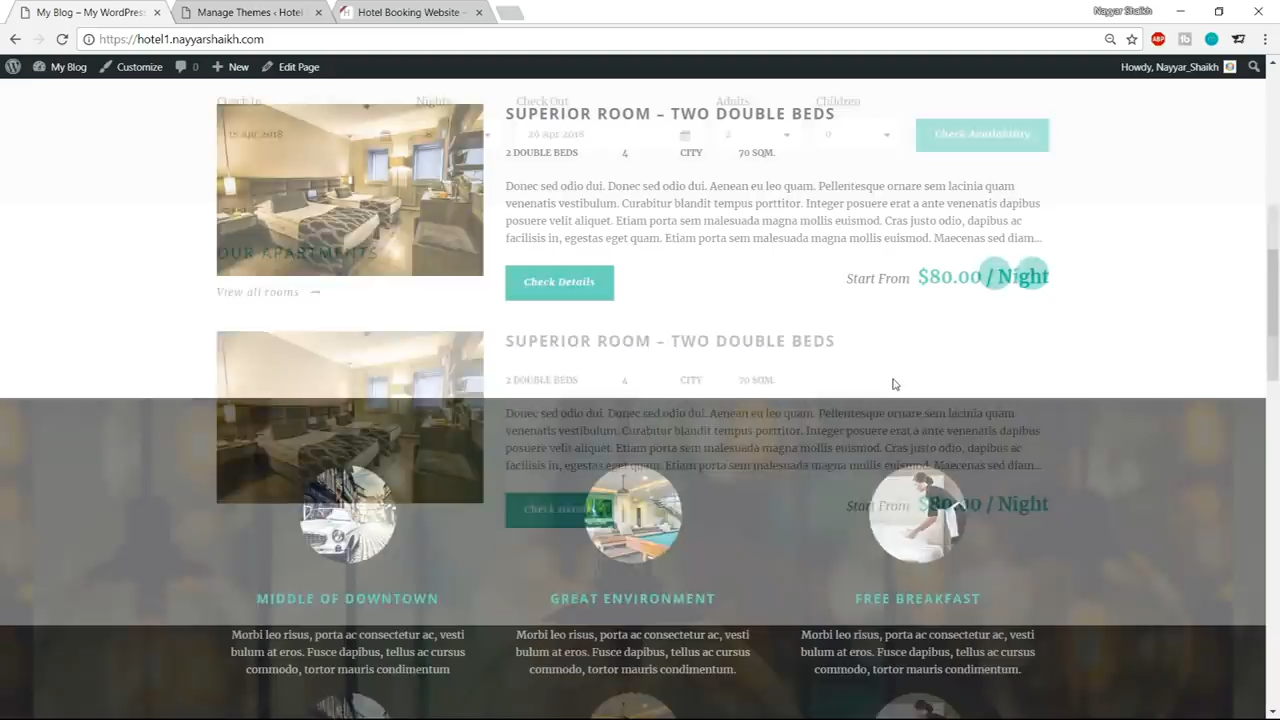 My Blog – My WordPres
Manage Themes ‹ Hotel
Hotel Booking Website –
Nayyar Shaikh
https://hotel1.nayyarshaikh.com
ABP
My Blog
Customize
0
New
Edit Page
Howdy, Nayyar_Shaikh
Check In
Nights
Check Out
Adults
Children
18 Apr 2018
8
26 Apr 2018
2
0
Check Availability
SUPERIOR ROOM – TWO DOUBLE BEDS
2 DOUBLE BEDS
4
CITY
70 SQM.
Donec sed odio dui. Donec sed odio dui. Aenean eu leo quam. Pellentesque ornare sem lacinia quam
venenatis vestibulum. Curabitur blandit tempus porttitor. Integer posuere erat a ante venenatis dapibus
posuere velit aliquet. Etiam porta sem malesuada magna mollis euismod. Cras justo odio, dapibus ac
facilisis in, egestas eget quam. Etiam porta sem malesuada magna mollis euismod. Maecenas sed diam...
OUR APARTMENTS
Check Details
Start From $80.00 / Night
View all rooms
SUPERIOR ROOM – TWO DOUBLE BEDS
2 DOUBLE BEDS
4
CITY
70 SQM.
Donec sed odio dui. Donec sed odio dui. Aenean eu leo quam. Pellentesque ornare sem lacinia quam
venenatis vestibulum. Curabitur blandit tempus porttitor. Integer posuere erat a ante venenatis dapibus
posuere velit aliquet. Etiam porta sem malesuada magna mollis euismod. Cras justo odio, dapibus ac
facilisis in, egestas eget quam. Etiam porta sem malesuada magna mollis euismod. Maecenas sed diam...
Check
Start From $80.00 / Night
MIDDLE OF DOWNTOWN
GREAT ENVIRONMENT
FREE BREAKFAST
Morbi leo risus, porta ac consectetur ac, vesti
bulum at eros. Fusce dapibus, tellus ac cursus
commodo, tortor mauris condimentum
Morbi leo risus, porta ac consectetur ac, vesti
bulum at eros. Fusce dapibus, tellus ac cursus
commodo, tortor mauris condimentum.
Morbi leo risus, porta ac consectetur ac, vesti
bulum at eros. Fusce dapibus, tellus ac cursus
commodo, tortor mauris condimentum.